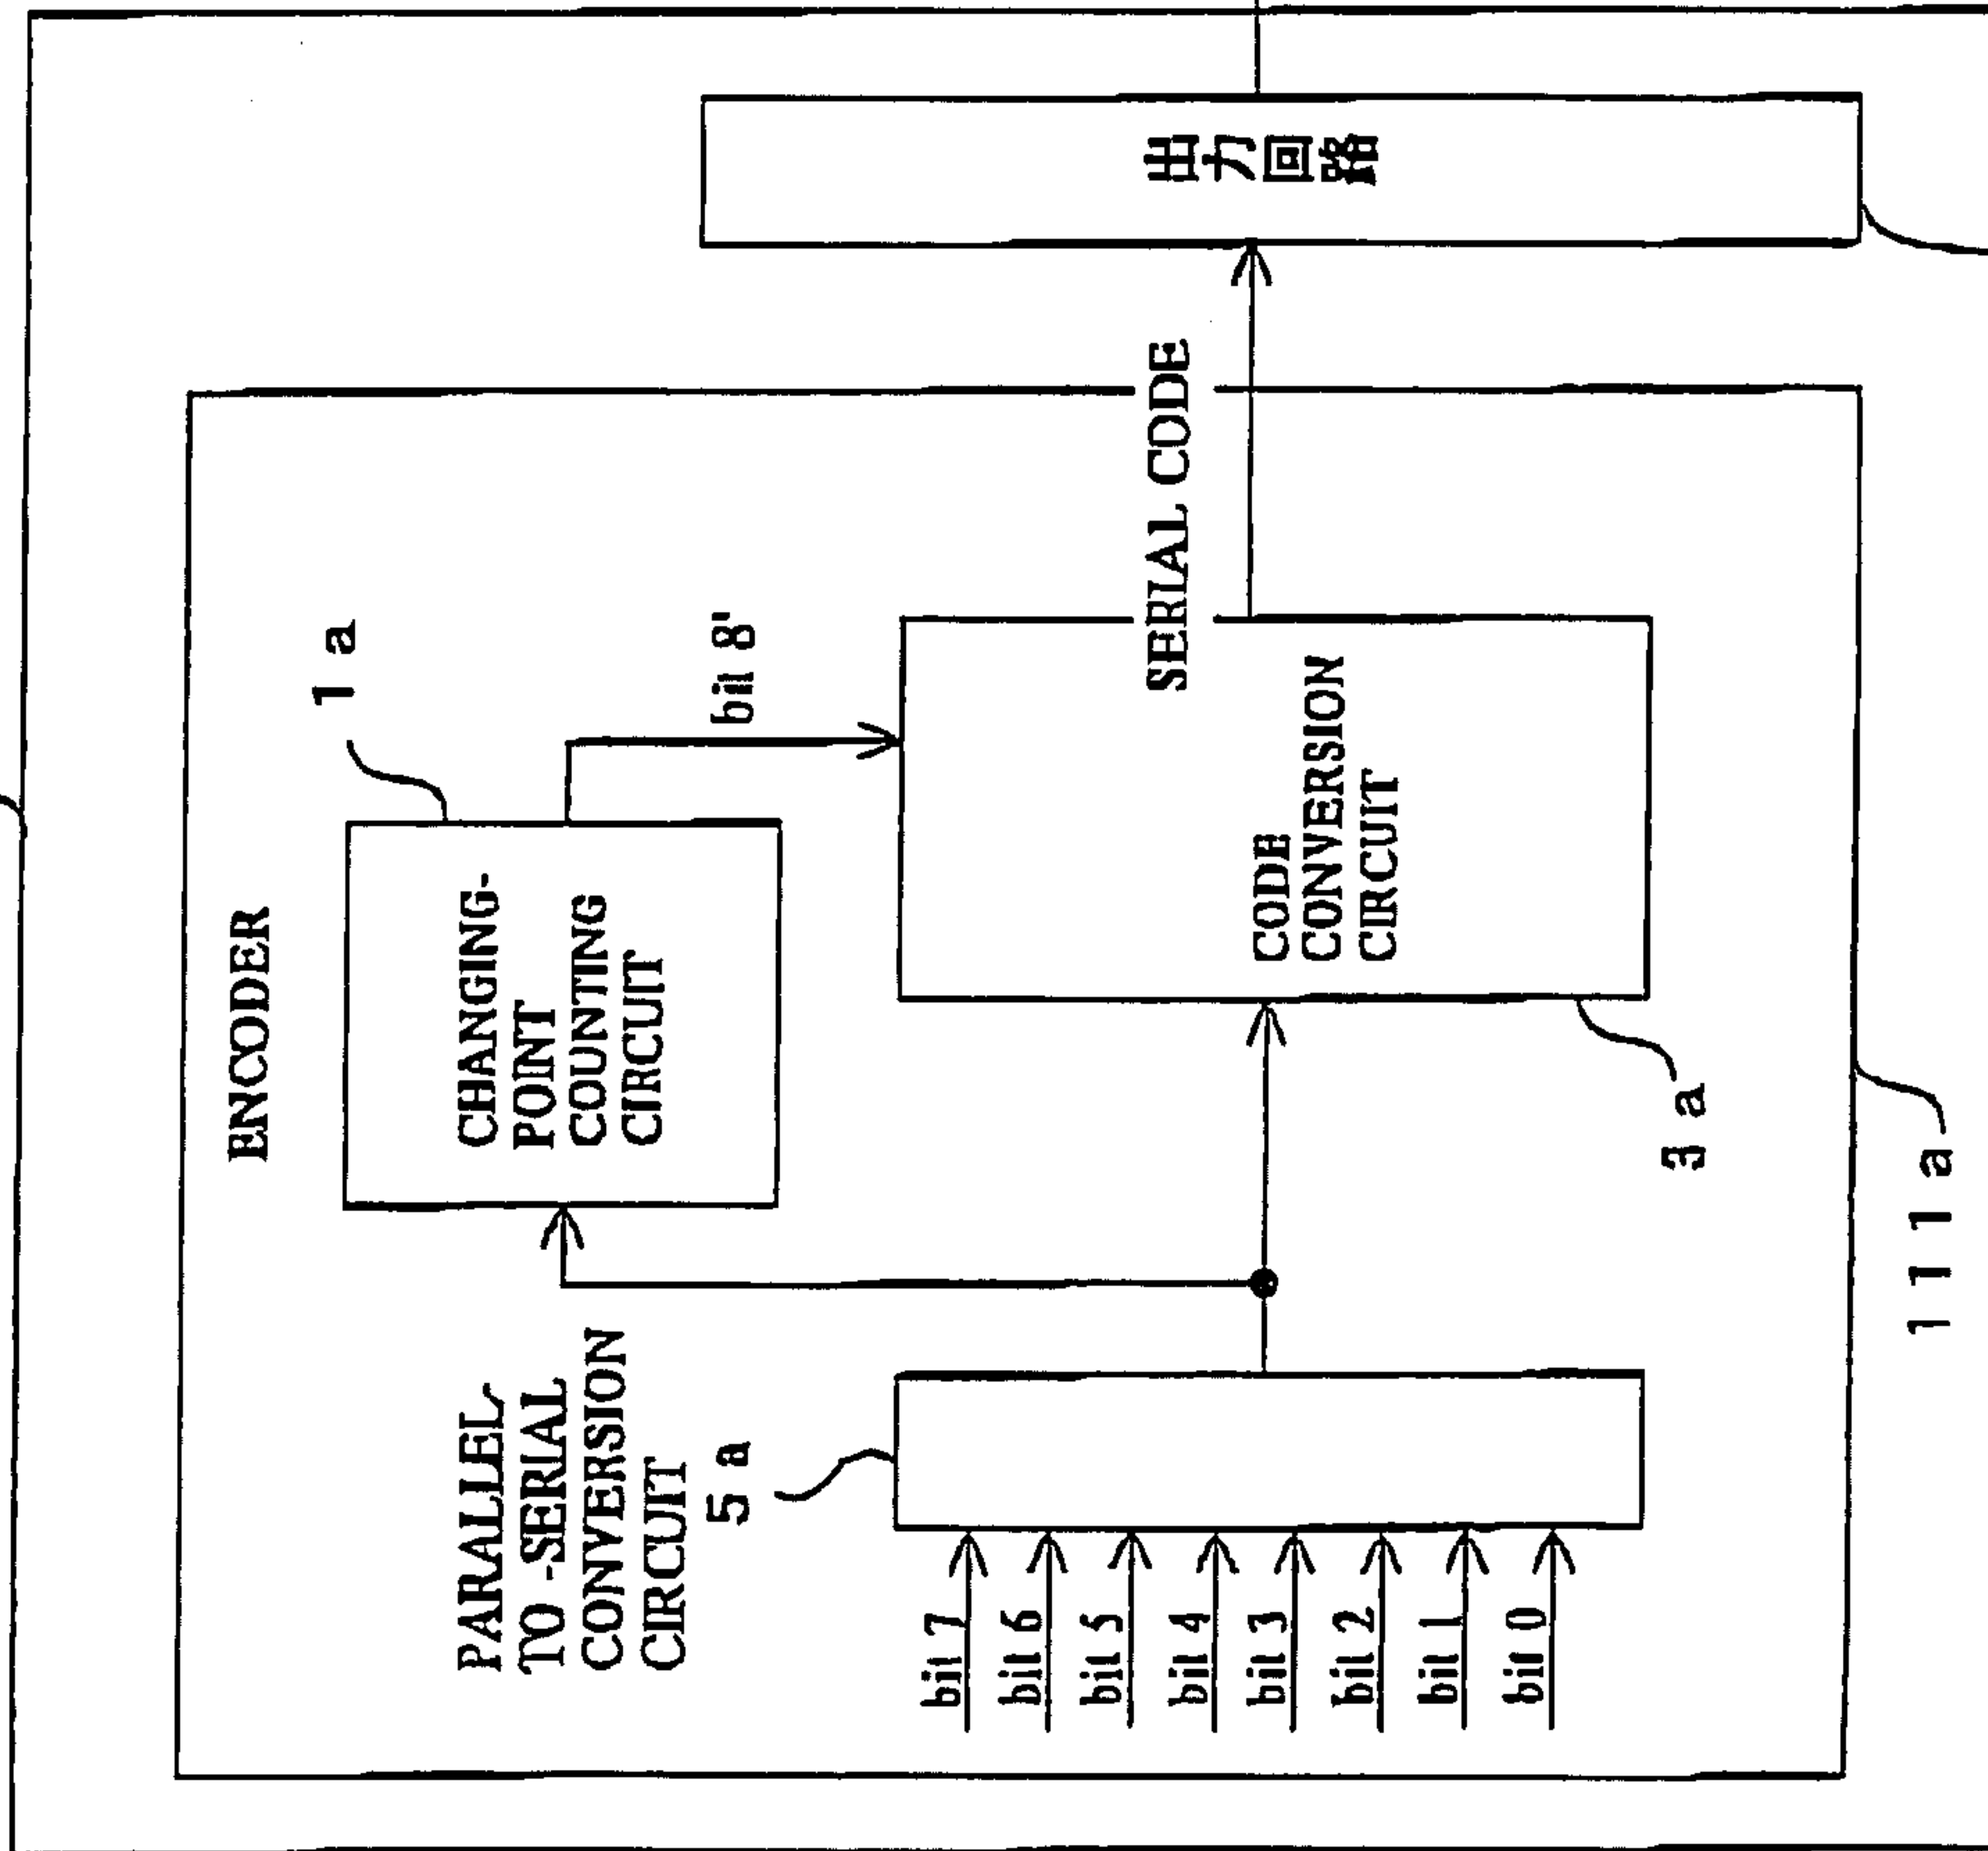 ENCODER
PARALLEL
TO -SERIAL
CONVERSION
CIRCUIT
5 a
CHANGING-
POINT
COUNTING
CIRCUIT
1 a
bit 8'
bit 7
bit 6
bit 5
bit 4
bit 3
bit 2
bit 1
bit 0
CODE
CONVERSION
CIRCUIT
3 a
SERIAL CODE
出力回路
111a